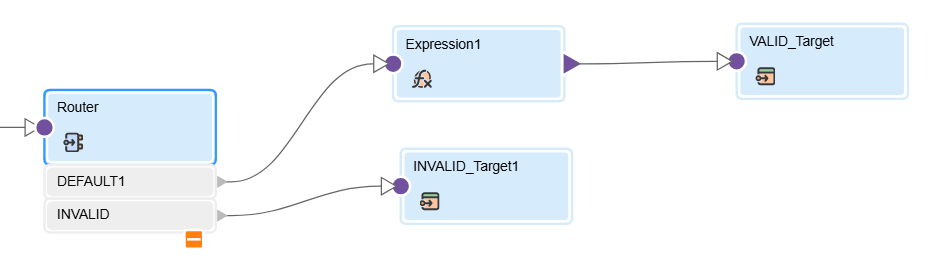 Expression1
VALID_Target
Router
DEFAULT1
INVALID_Target1
INVALID